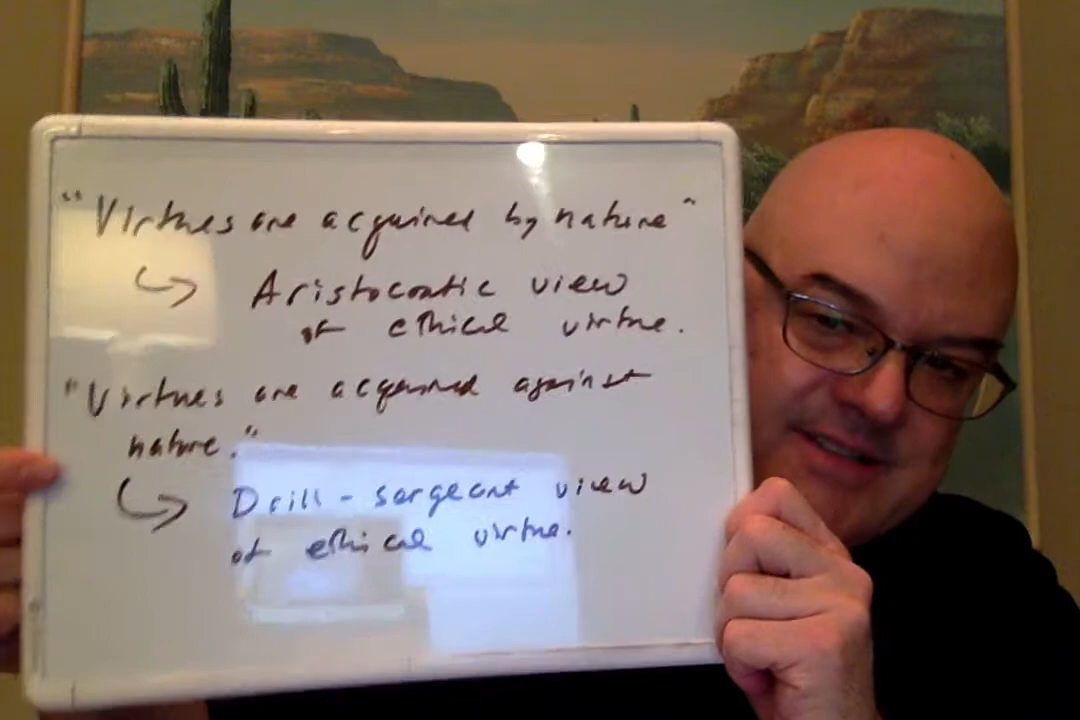 "Virtues are acquired by nature"
↳ Aristocratic view
of ethical virtue.
"Virtues are acquired against
nature."
↳ Drill-sargeant view
of ethical virtue.